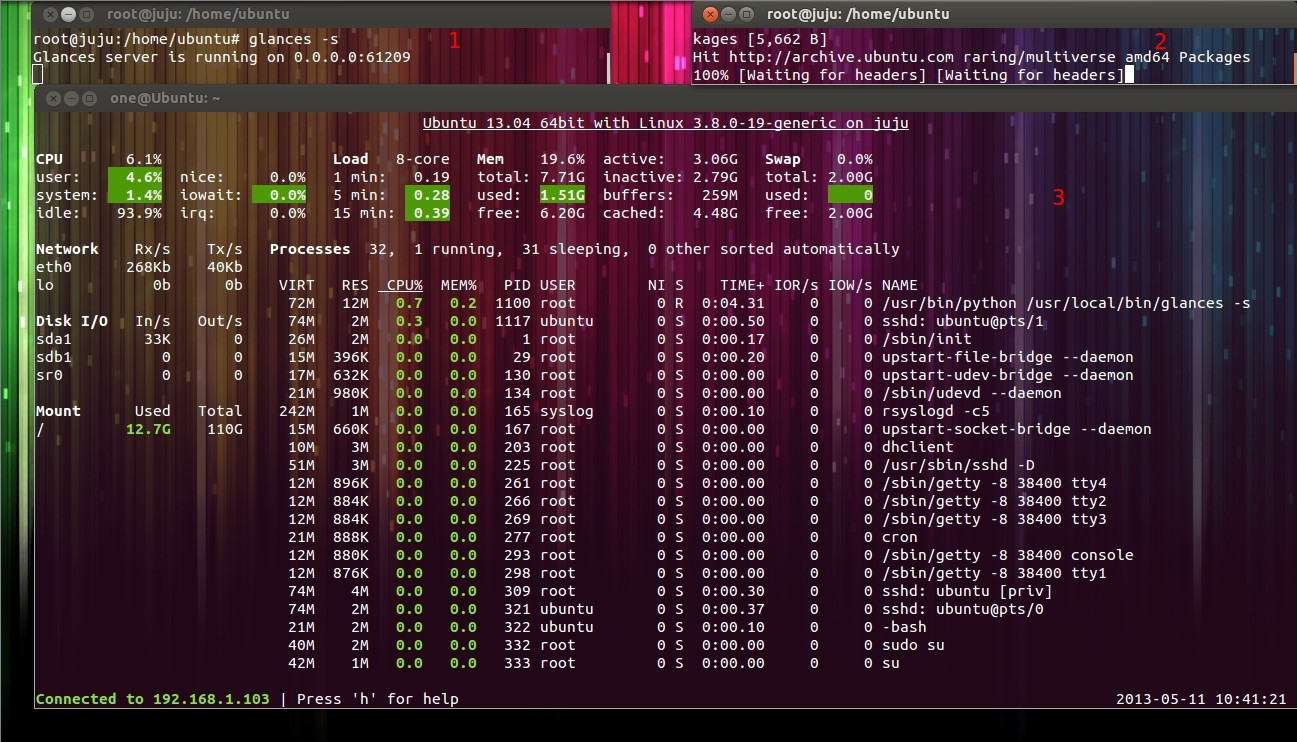 root@juju: /home/ubuntu
root@juju:/home/ubuntu# glances -s
1
Glances server is running on 0.0.0.0:61209
root@juju: /home/ubuntu
kages [5,662 B]
2
Hit http://archive.ubuntu.com raring/multiverse amd64 Packages
100% [Waiting for headers] [Waiting for headers]
one@Ubuntu: ~
Ubuntu 13.04 64bit with Linux 3.8.0-19-generic on juju
CPU 6.1% Load 8-core Mem 19.6% active: 3.06G Swap 0.0%
user: 4.6% nice: 0.0% 1 min: 0.19 total: 7.71G inactive: 2.79G total: 2.00G
system: 1.4% iowait: 0.0% 5 min: 0.28 used: 1.51G buffers: 259M used: 0
3
idle: 93.9% irq: 0.0% 15 min: 0.39 free: 6.20G cached: 4.48G free: 2.00G
Network Rx/s Tx/s Processes 32, 1 running, 31 sleeping, 0 other sorted automatically
eth0 268Kb 40Kb
lo 0b 0b VIRT RES CPU% MEM% PID USER NI S TIME+ IOR/s IOW/s NAME
72M 12M 0.7 0.2 1100 root 0 R 0:04.31 0 0 /usr/bin/python /usr/local/bin/glances -s
Disk I/O In/s Out/s 74M 2M 0.3 0.0 1117 ubuntu 0 S 0:00.50 0 0 sshd: ubuntu@pts/1
sda1 33K 0 26M 2M 0.0 0.0 1 root 0 S 0:00.17 0 0 /sbin/init
sdb1 0 0 15M 396K 0.0 0.0 29 root 0 S 0:00.20 0 0 upstart-file-bridge --daemon
sr0 0 0 17M 632K 0.0 0.0 130 root 0 S 0:00.00 0 0 upstart-udev-bridge --daemon
21M 980K 0.0 0.0 134 root 0 S 0:00.00 0 0 /sbin/udevd --daemon
Mount Used Total 242M 1M 0.0 0.0 165 syslog 0 S 0:00.10 0 0 rsyslogd -c5
/ 12.7G 110G 15M 660K 0.0 0.0 167 root 0 S 0:00.00 0 0 upstart-socket-bridge --daemon
10M 3M 0.0 0.0 203 root 0 S 0:00.00 0 0 dhclient
51M 3M 0.0 0.0 225 root 0 S 0:00.00 0 0 /usr/sbin/sshd -D
12M 896K 0.0 0.0 261 root 0 S 0:00.00 0 0 /sbin/getty -8 38400 tty4
12M 884K 0.0 0.0 266 root 0 S 0:00.00 0 0 /sbin/getty -8 38400 tty2
12M 884K 0.0 0.0 269 root 0 S 0:00.00 0 0 /sbin/getty -8 38400 tty3
21M 888K 0.0 0.0 277 root 0 S 0:00.00 0 0 cron
12M 880K 0.0 0.0 293 root 0 S 0:00.00 0 0 /sbin/getty -8 38400 console
12M 876K 0.0 0.0 298 root 0 S 0:00.00 0 0 /sbin/getty -8 38400 tty1
74M 4M 0.0 0.0 309 root 0 S 0:00.30 0 0 sshd: ubuntu [priv]
74M 2M 0.0 0.0 321 ubuntu 0 S 0:00.37 0 0 sshd: ubuntu@pts/0
21M 2M 0.0 0.0 322 ubuntu 0 S 0:00.10 0 0 -bash
40M 2M 0.0 0.0 332 root 0 S 0:00.00 0 0 sudo su
42M 1M 0.0 0.0 333 root 0 S 0:00.00 0 0 su
Connected to 192.168.1.103 | Press 'h' for help 2013-05-11 10:41:21